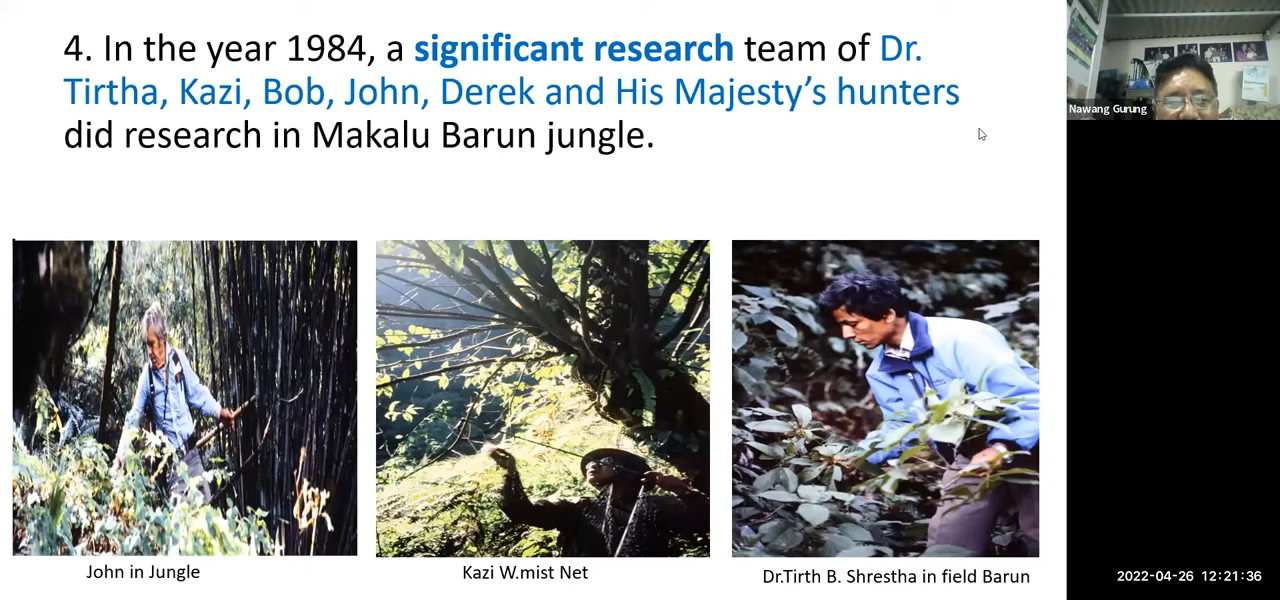 4. In the year 1984, a significant research team of Dr.
Tirtha, Kazi, Bob, John, Derek and His Majesty's hunters
did research in Makalu Barun jungle.
Nawang Gurung
John in Jungle
Kazi W.mist Net
Dr.Tirth B. Shrestha in field Barun
2022-04-26 12:21:36